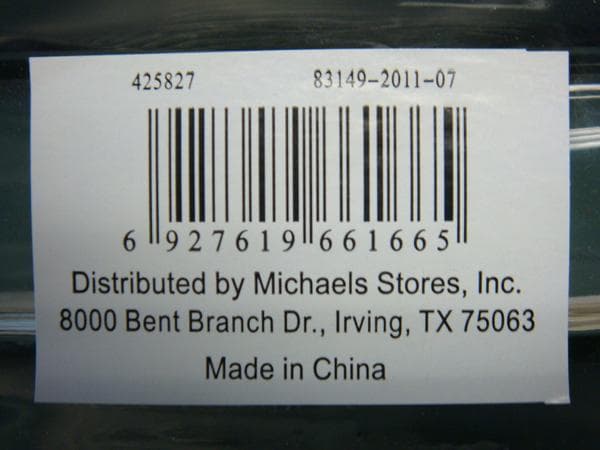 425827 83149-2011-07
6 927619 661665
Distributed by Michaels Stores, Inc.
8000 Bent Branch Dr., Irving, TX 75063
Made in China